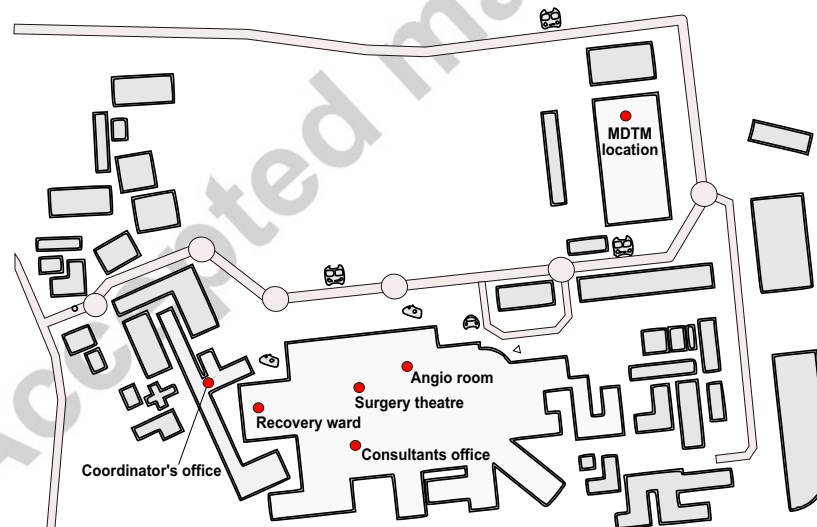 Accepted ma
MDTM
location
Angio room
Surgery theatre
Recovery ward
Consultants office
Coordinator's office